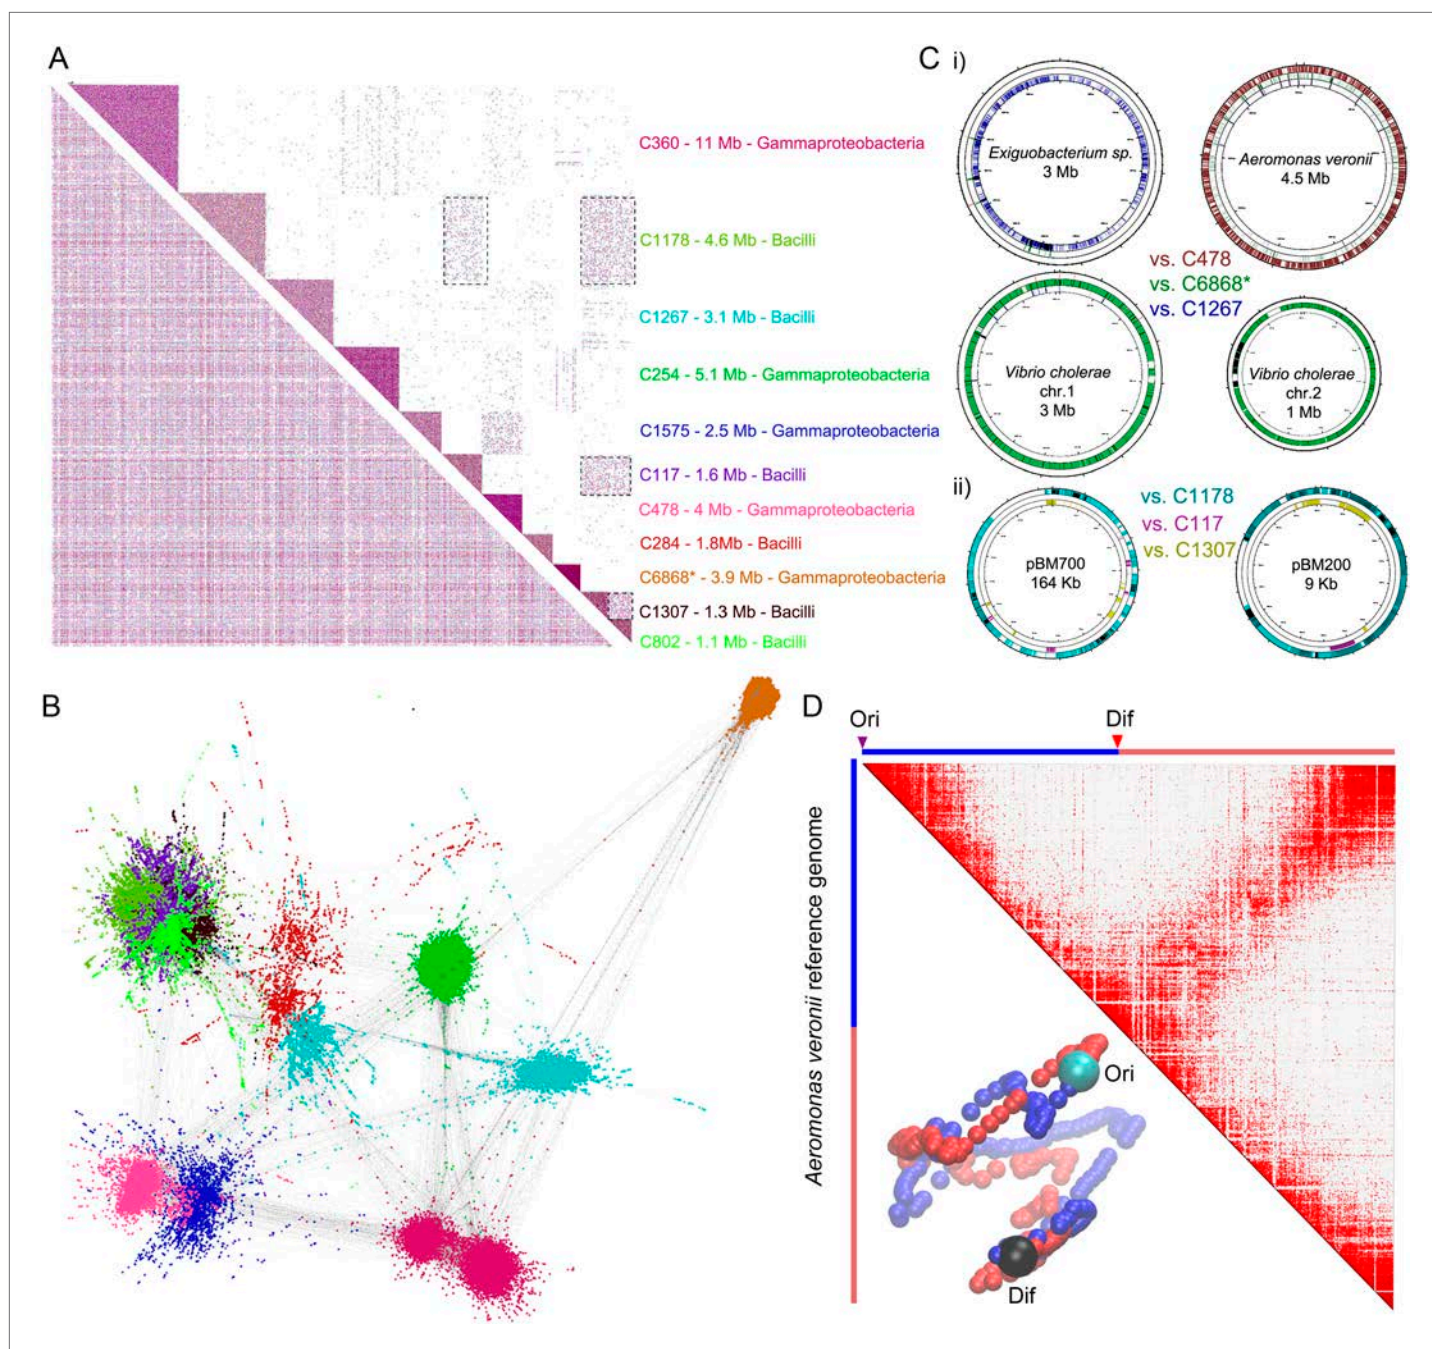 A
C360 - 11 Mb - Gammaproteobacteria
C1178 - 4.6 Mb - Bacilli
C1267 - 3.1 Mb - Bacilli
C254 - 5.1 Mb - Gammaproteobacteria
C1575 - 2.5 Mb - Gammaproteobacteria
C117 - 1.6 Mb - Bacilli
C478 - 4 Mb - Gammaproteobacteria
C284 - 1.8Mb - Bacilli
C6868* - 3.9 Mb - Gammaproteobacteria
C1307 - 1.3 Mb - Bacilli
C802 - 1.1 Mb - Bacilli
C i)
Exiguobacterium sp.
3 Mb
Aeromonas veronii
4.5 Mb
vs. C478
vs. C6868*
vs. C1267
Vibrio cholerae
chr.1
3 Mb
Vibrio cholerae
chr.2
1 Mb
ii)
vs. C1178
vs. C117
vs. C1307
pBM700
164 Kb
pBM200
9 Kb
B
D
Ori
Dif
Aeromonas veronii reference genome
Ori
Dif